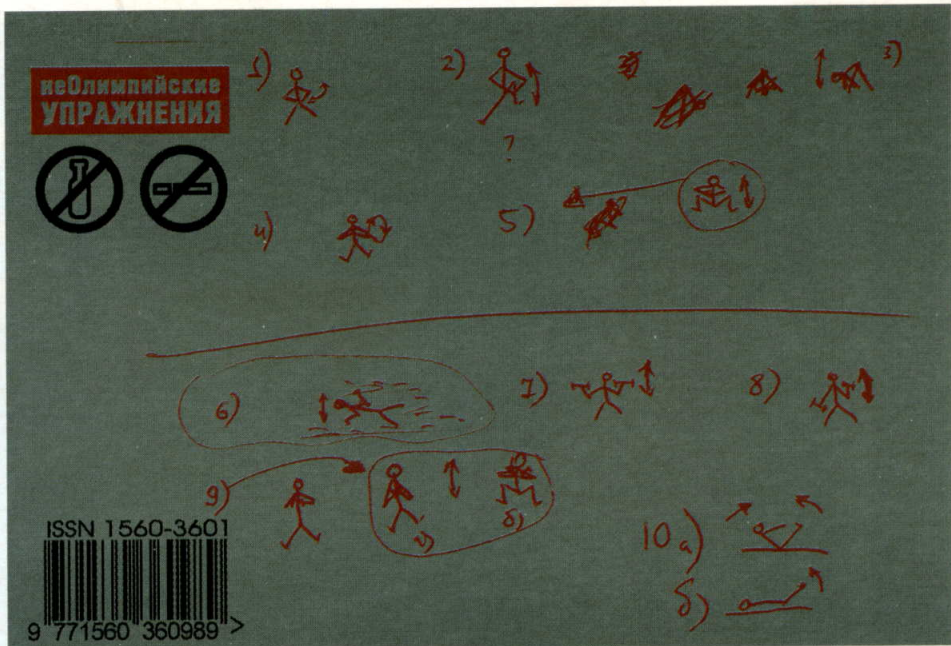 неОлимпийские
УПРАЖНЕНИЯ
1) 2) 3)
?
4) 5)
6) 7) 8)
9) а) б)
10 а)
б)
ISSN 1560-3601
9 771560 360989 >